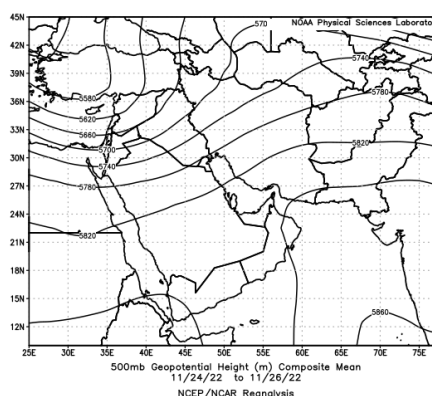 NOAA Physical Sciences Laborato
45N
42N
39N
36N
33N
30N
27N
24N
21N
18N
15N
12N
570
5740
5780
5820
5580
5620
5660
5700
5740
5780
5820
5860
25E 30E 35E 40E 45E 50E 55E 60E 65E 70E 75E
500mb Geopotential Height (m) Composite Mean
11/24/22 to 11/26/22
NCEP/NCAR Reanalysis